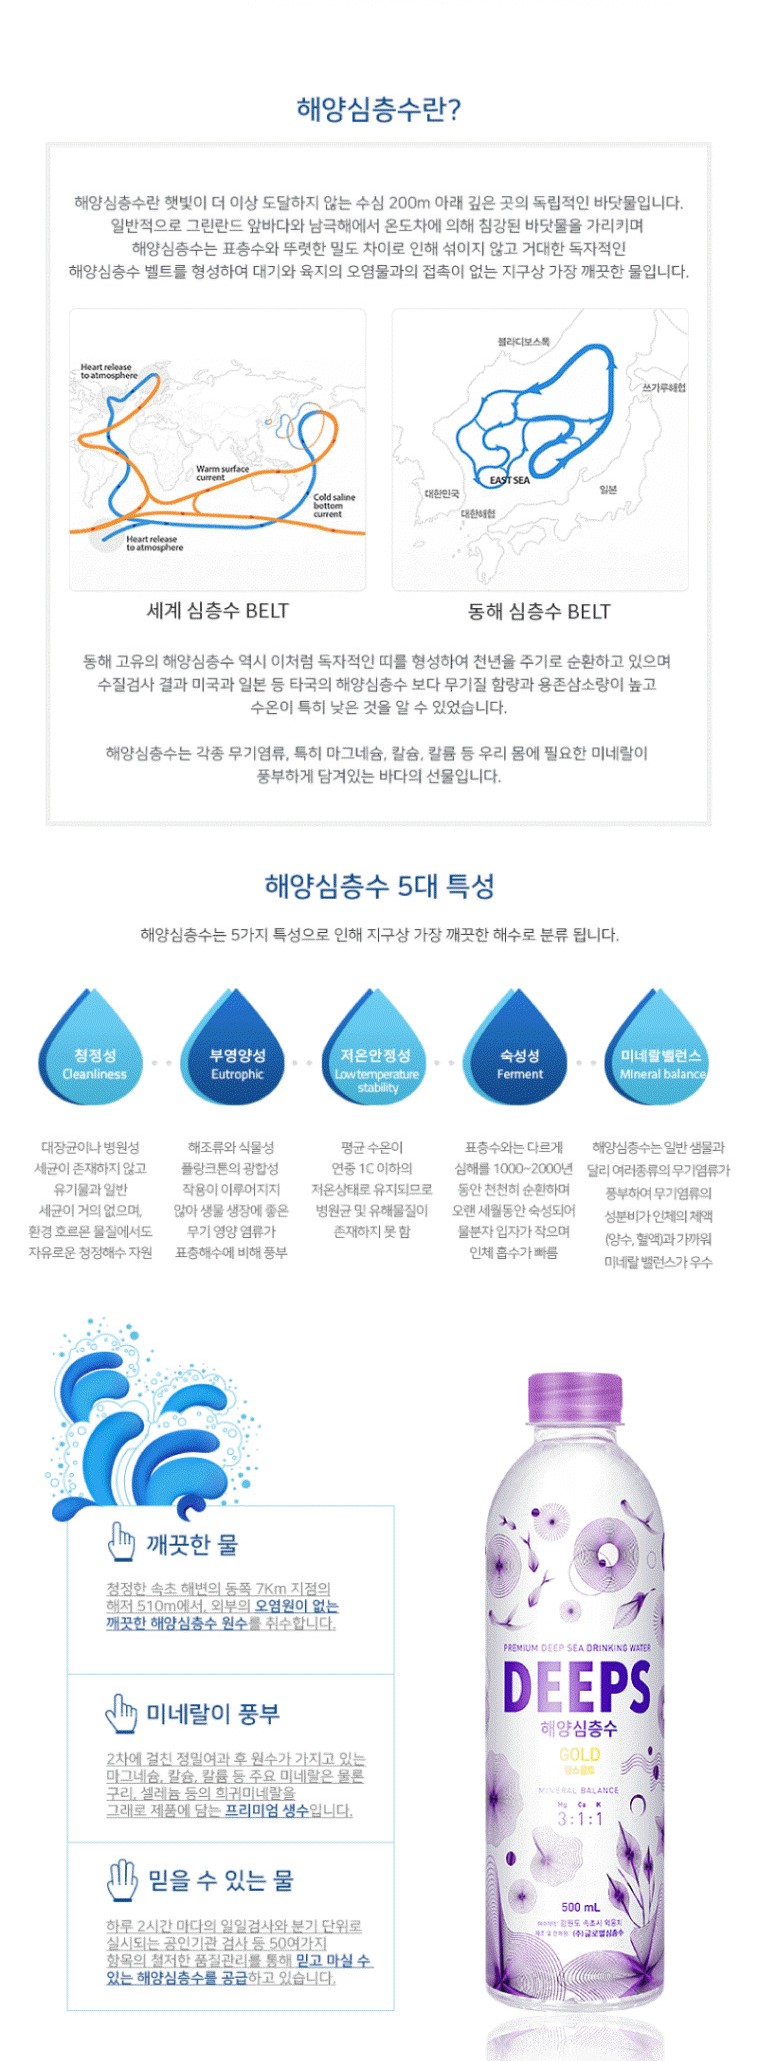 해양심층수란?
해양심층수란 햇빛이 더 이상 도달하지 않는 수심 200m 아래 깊은 곳의 독립적인 바닷물입니다.
일반적으로 그린란드 앞바다와 남극해에서 온도차에 의해 침강된 바닷물을 가리키며
해양심층수는 표층수와 뚜렷한 밀도 차이로 인해 섞이지 않고 거대한 독자적인
해양심층수 벨트를 형성하여 대기와 육지의 오염물과의 접촉이 없는 지구상 가장 깨끗한 물입니다.
Heart release
to atmosphere
Warm surface
current
Cold saline
bottom
current
Heart release
to atmosphere
블라디보스톡
쓰가루해협
EAST SEA
대한민국
일본
대한해협
세계 심층수 BELT
동해 심층수 BELT
동해 고유의 해양심층수 역시 이처럼 독자적인 띠를 형성하여 천년을 주기로 순환하고 있으며
수질검사 결과 미국과 일본 등 타국의 해양심층수 보다 무기질 함량과 용존삼소량이 높고
수온이 특히 낮은 것을 알 수 있었습니다.
해양심층수는 각종 무기염류, 특히 마그네슘, 칼슘, 칼륨 등 우리 몸에 필요한 미네랄이
풍부하게 담겨있는 바다의 선물입니다.
해양심층수 5대 특성
해양심층수는 5가지 특성으로 인해 지구상 가장 깨끗한 해수로 분류 됩니다.
청정성
Cleanliness
부영양성
Eutrophic
저온안정성
Low temperature
stability
숙성성
Ferment
미네랄밸런스
Mineral balance
대장균이나 병원성
세균이 존재하지 않고
유기물과 일반
세균이 거의 없으며,
환경 호르몬 물질에서도
자유로운 청정해수 자원
해조류와 식물성
플랑크톤의 광합성
작용이 이루어지지
않아 생물 생장에 좋은
무기 영양 염류가
표층해수에 비해 풍부
평균 수온이
연중 1C 이하의
저온상태로 유지되므로
병원균 및 유해물질이
존재하지 못 함
표층수와는 다르게
심해를 1000~2000년
동안 천천히 순환하며
오랜 세월동안 숙성되어
물분자 입자가 작으며
인체 흡수가 빠름
해양심층수는 일반 샘물과
달리 여러종류의 무기염류가
풍부하여 무기염류의
성분비가 인체의 체액
(양수, 혈액)과 가까워
미네랄 밸런스가 우수
깨끗한 물
청정한 속초 해변의 동쪽 7Km 지점의
해저 510m에서, 외부의 오염원이 없는
깨끗한 해양심층수 원수를 취수합니다.
미네랄이 풍부
2차에 걸친 정밀여과 후 원수가 가지고 있는
마그네슘, 칼슘, 칼륨 등 주요 미네랄은 물론
구리, 셀레늄 등의 희귀미네랄을
그래로 제품에 담는 프리미엄 생수입니다.
믿을 수 있는 물
하루 2시간 마다의 일일검사와 분기 단위로
실시되는 공인기관 검사 등 50여가지
항목의 철저한 품질관리를 통해 믿고 마실 수
있는 해양심층수를 공급하고 있습니다.
PREMIUM DEEP SEA DRINKING WATER
DEEPS
해양심층수
GOLD
MINERAL BALANCE
Mg Ca K
3:1:1
500 mL
강원도 속초시 외옹치
(주)글로벌심층수